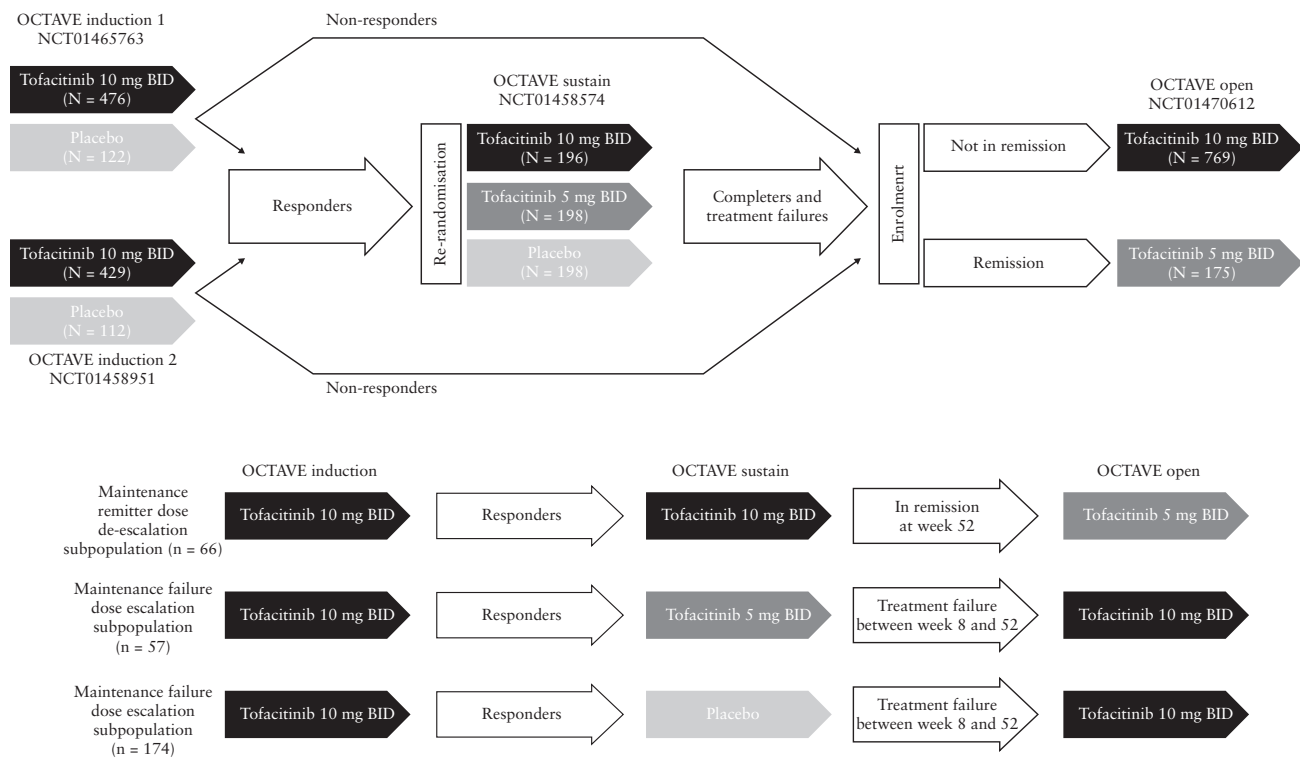 OCTAVE induction 1
NCT01465763
Tofacitinib 10 mg BID
(N = 476)
Placebo
(N = 122)
Tofacitinib 10 mg BID
(N = 429)
Placebo
(N = 112)
OCTAVE induction 2
NCT01458951
Non-responders
Responders
Non-responders
Re-randomisation
OCTAVE sustain
NCT01458574
Tofacitinib 10 mg BID
(N = 196)
Tofacitinib 5 mg BID
(N = 198)
Placebo
(N = 198)
Completers and
treatment failures
Enrolmenrt
Not in remission
Remission
OCTAVE open
NCT01470612
Tofacitinib 10 mg BID
(N = 769)
Tofacitinib 5 mg BID
(N = 175)
OCTAVE induction
OCTAVE sustain
OCTAVE open
Maintenance
remitter dose
de-escalation
subpopulation (n = 66)
Tofacitinib 10 mg BID
Responders
Tofacitinib 10 mg BID
In remission
at week 52
Tofacitinib 5 mg BID
Maintenance failure
dose escalation
subpopulation
(n = 57)
Tofacitinib 10 mg BID
Responders
Tofacitinib 5 mg BID
Treatment failure
between week 8 and 52
Tofacitinib 10 mg BID
Maintenance failure
dose escalation
subpopulation
(n = 174)
Tofacitinib 10 mg BID
Responders
Placebo
Treatment failure
between week 8 and 52
Tofacitinib 10 mg BID